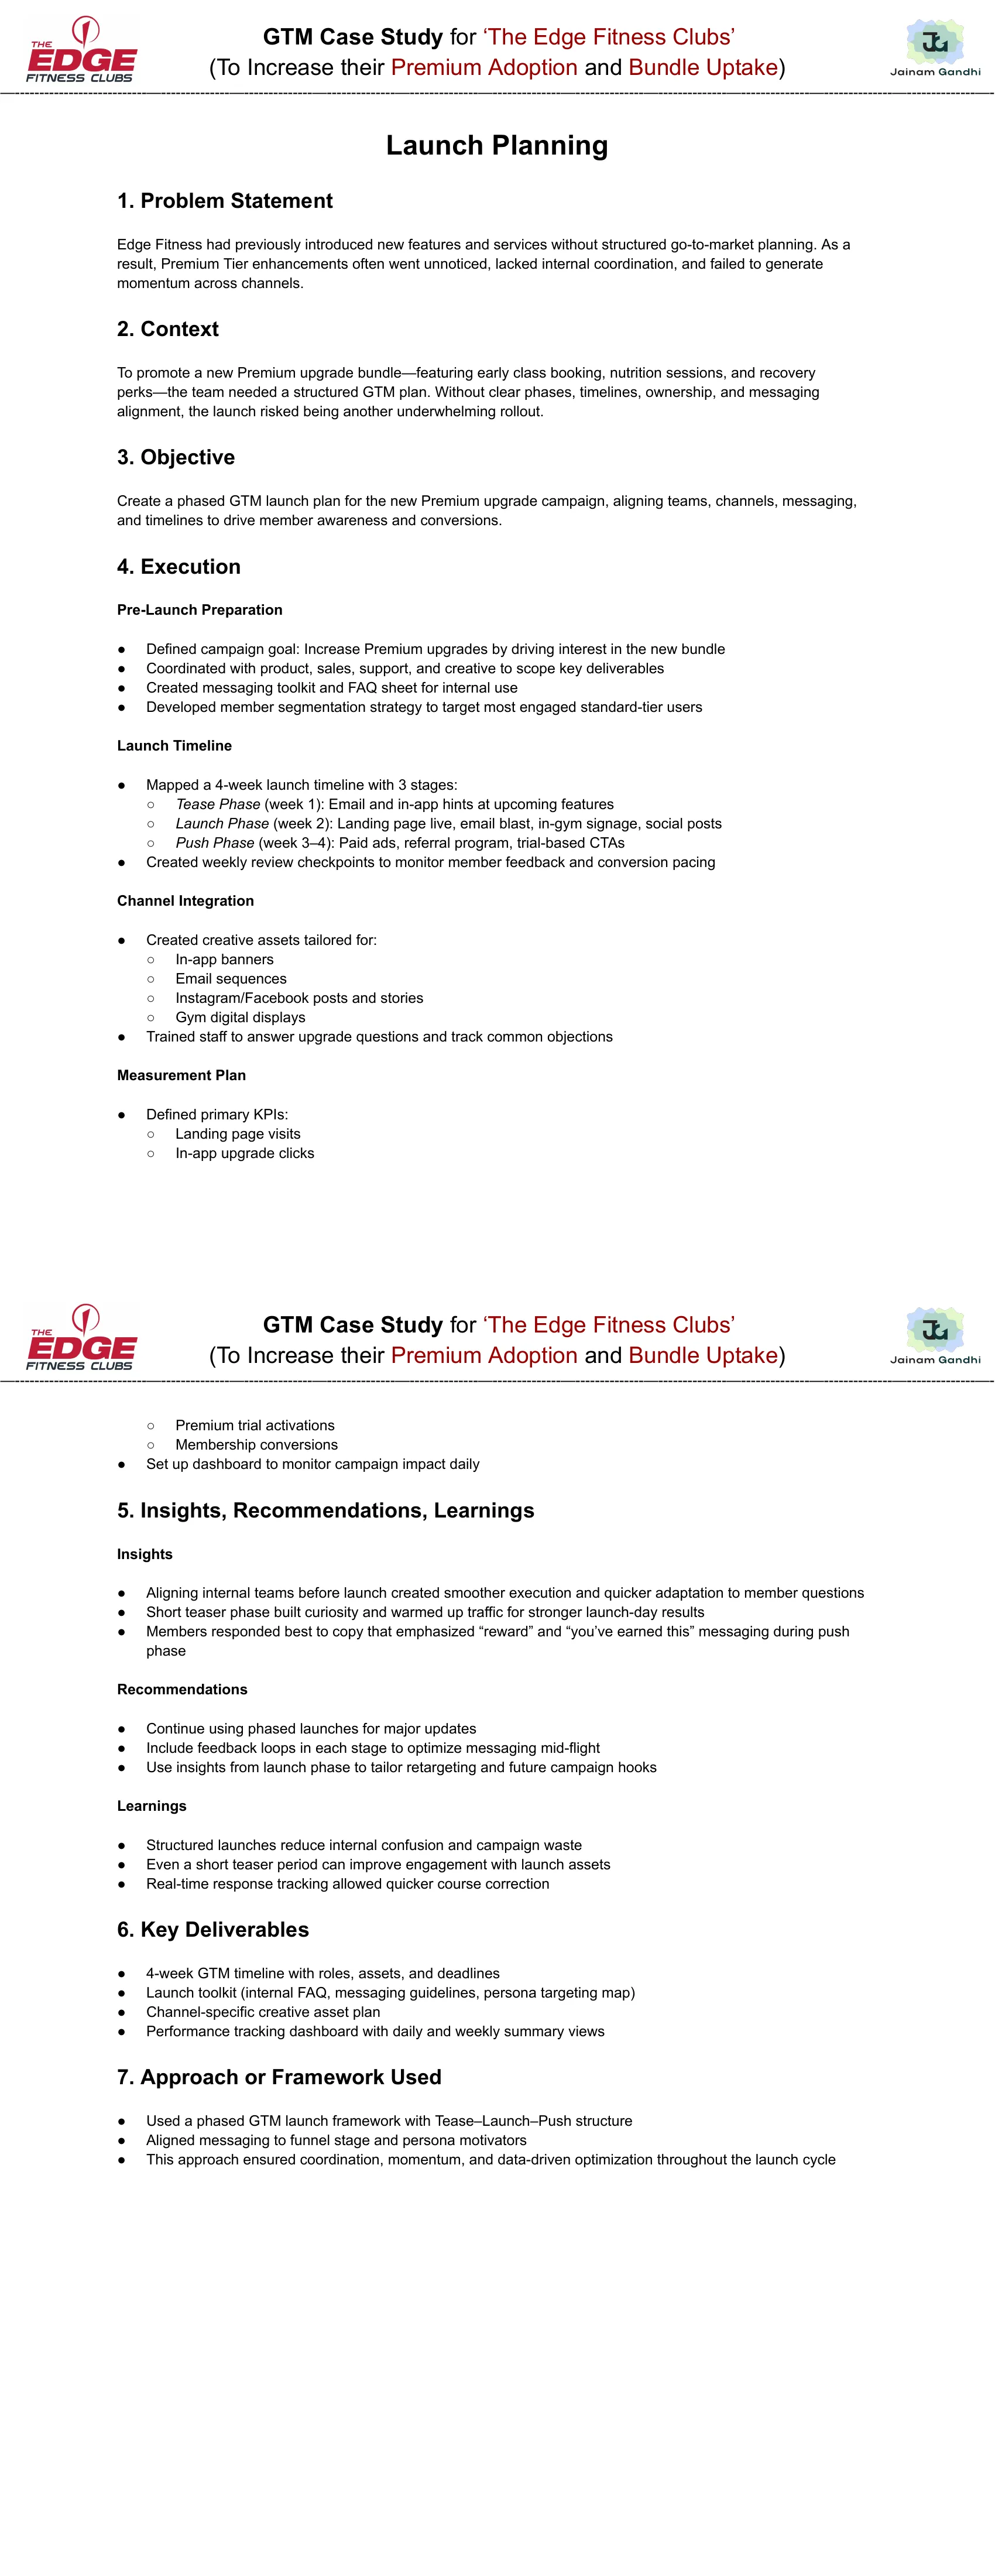 THE
EDGE
FITNESS CLUBS
GTM Case Study for ‘The Edge Fitness Clubs’
(To Increase their Premium Adoption and Bundle Uptake)
JG
Jainam Gandhi
Launch Planning
1. Problem Statement
Edge Fitness had previously introduced new features and services without structured go-to-market planning. As a
result, Premium Tier enhancements often went unnoticed, lacked internal coordination, and failed to generate
momentum across channels.
2. Context
To promote a new Premium upgrade bundle—featuring early class booking, nutrition sessions, and recovery
perks—the team needed a structured GTM plan. Without clear phases, timelines, ownership, and messaging
alignment, the launch risked being another underwhelming rollout.
3. Objective
Create a phased GTM launch plan for the new Premium upgrade campaign, aligning teams, channels, messaging,
and timelines to drive member awareness and conversions.
4. Execution
Pre-Launch Preparation
● Defined campaign goal: Increase Premium upgrades by driving interest in the new bundle
● Coordinated with product, sales, support, and creative to scope key deliverables
● Created messaging toolkit and FAQ sheet for internal use
● Developed member segmentation strategy to target most engaged standard-tier users
Launch Timeline
● Mapped a 4-week launch timeline with 3 stages:
○ Tease Phase (week 1): Email and in-app hints at upcoming features
○ Launch Phase (week 2): Landing page live, email blast, in-gym signage, social posts
○ Push Phase (week 3–4): Paid ads, referral program, trial-based CTAs
● Created weekly review checkpoints to monitor member feedback and conversion pacing
Channel Integration
● Created creative assets tailored for:
○ In-app banners
○ Email sequences
○ Instagram/Facebook posts and stories
○ Gym digital displays
● Trained staff to answer upgrade questions and track common objections
Measurement Plan
● Defined primary KPIs:
○ Landing page visits
○ In-app upgrade clicks
THE
EDGE
FITNESS CLUBS
GTM Case Study for ‘The Edge Fitness Clubs’
(To Increase their Premium Adoption and Bundle Uptake)
JG
Jainam Gandhi
○ Premium trial activations
○ Membership conversions
● Set up dashboard to monitor campaign impact daily
5. Insights, Recommendations, Learnings
Insights
● Aligning internal teams before launch created smoother execution and quicker adaptation to member questions
● Short teaser phase built curiosity and warmed up traffic for stronger launch-day results
● Members responded best to copy that emphasized “reward” and “you’ve earned this” messaging during push
phase
Recommendations
● Continue using phased launches for major updates
● Include feedback loops in each stage to optimize messaging mid-flight
● Use insights from launch phase to tailor retargeting and future campaign hooks
Learnings
● Structured launches reduce internal confusion and campaign waste
● Even a short teaser period can improve engagement with launch assets
● Real-time response tracking allowed quicker course correction
6. Key Deliverables
● 4-week GTM timeline with roles, assets, and deadlines
● Launch toolkit (internal FAQ, messaging guidelines, persona targeting map)
● Channel-specific creative asset plan
● Performance tracking dashboard with daily and weekly summary views
7. Approach or Framework Used
● Used a phased GTM launch framework with Tease–Launch–Push structure
● Aligned messaging to funnel stage and persona motivators
● This approach ensured coordination, momentum, and data-driven optimization throughout the launch cycle